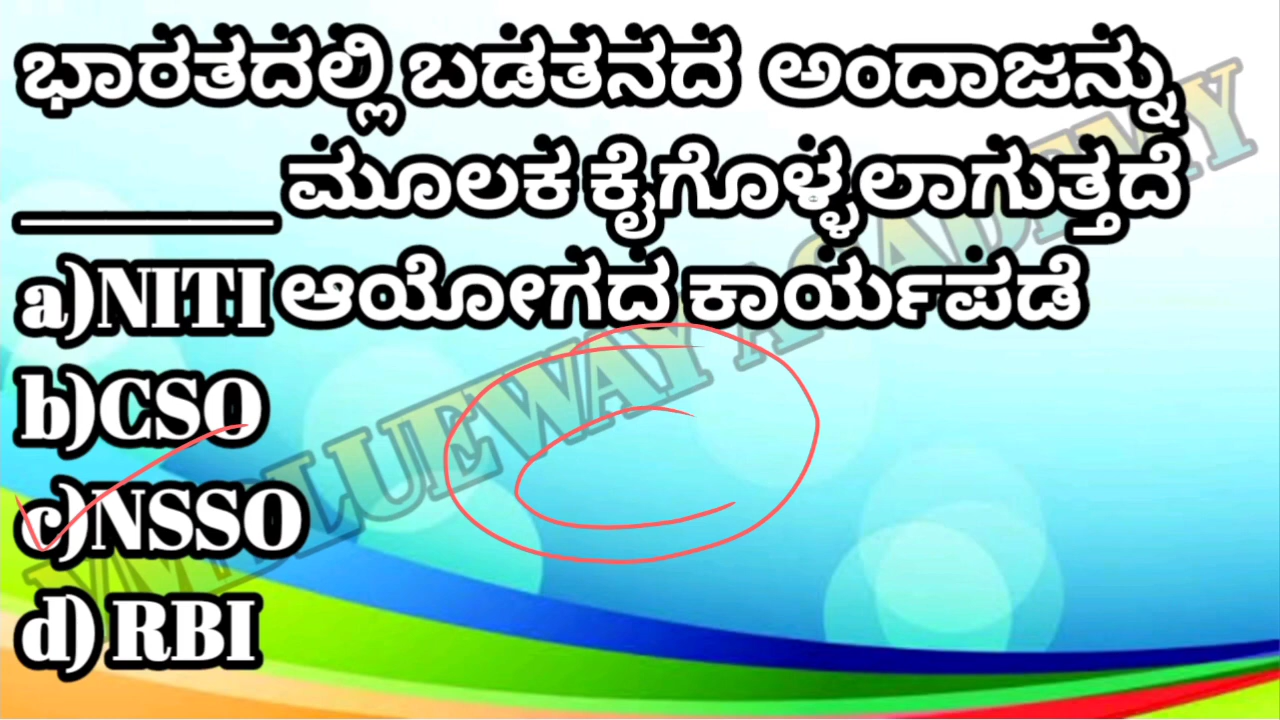 ಭಾರತದಲ್ಲಿ ಬಡತನದ ಅಂದಾಜನ್ನು
________ ಮೂಲಕ ಕೈಗೊಳ್ಳಲಾಗುತ್ತದೆ
a)NITI ಆಯೋಗದ ಕಾರ್ಯಪಡೆ
b)CSO
c)NSSO
d) RBI
BLUEWAY ACADEMY